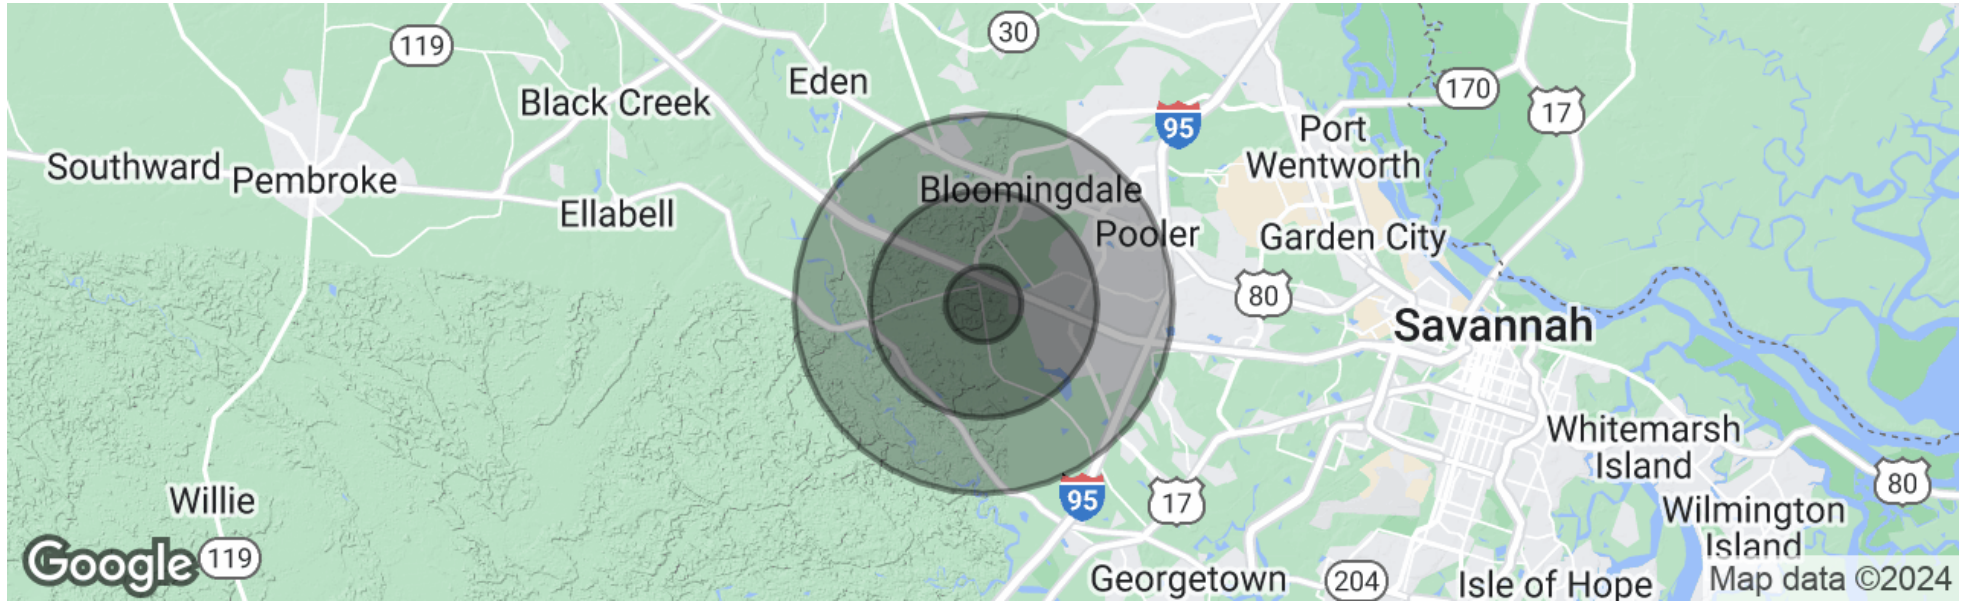 30
119
Eden
170
Black Creek
17
95
Port
Wentworth
Southward
Pembroke
Bloomingdale
Ellabell
Pooler
Garden City
80
Savannah
Whitemarsh
Island
80
95
17
Willie
Wilmington
Island
Google
119
Georgetown
204
Isle of Hope
Map data ©2024